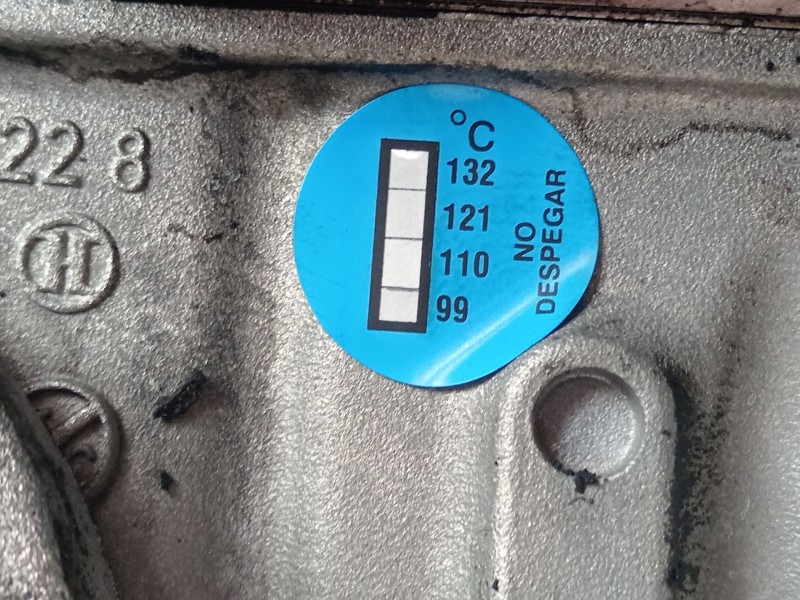 22 8
H
°C
132
121
110
99
NO
DESPEGAR